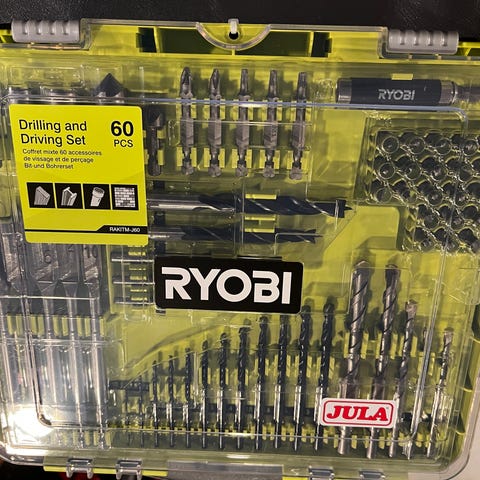 Drilling and
Driving Set
60
PCS
Coffret mixte 60 accessoires
de vissage et de perçage
Bit-und Bohrerset
RAKITM-J60
RYOBI
RYOBI
JULA